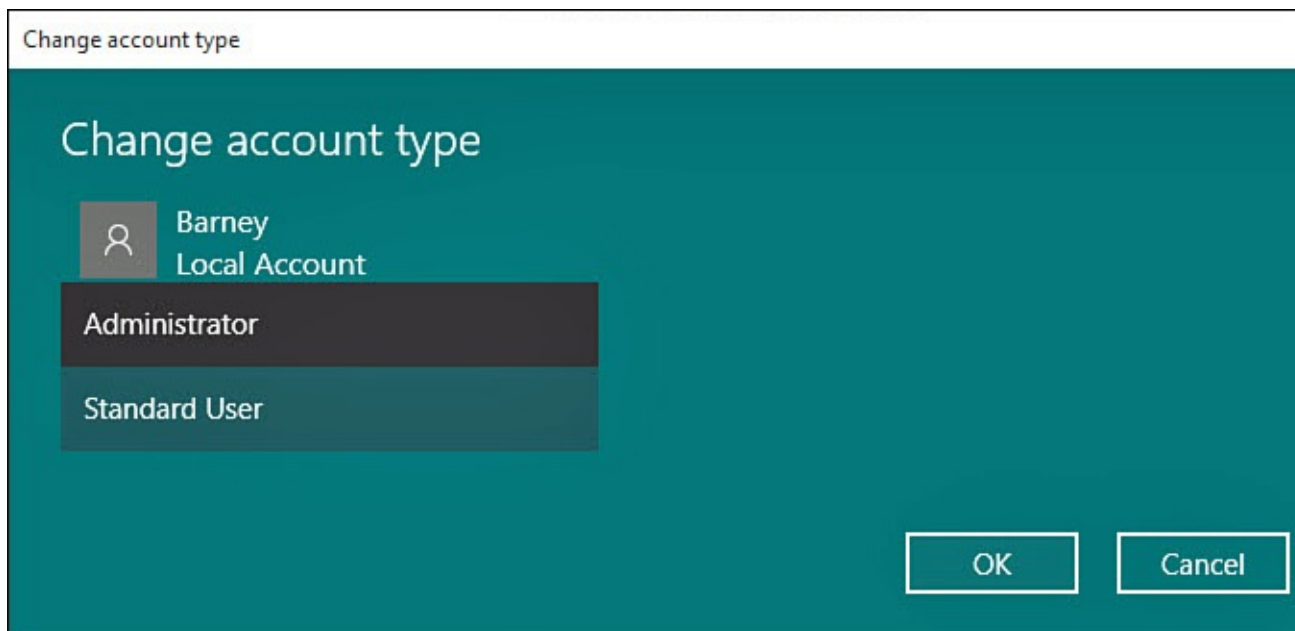 Change account type
Change account type
Barney
Local Account
Administrator
Standard User
OK
Cancel